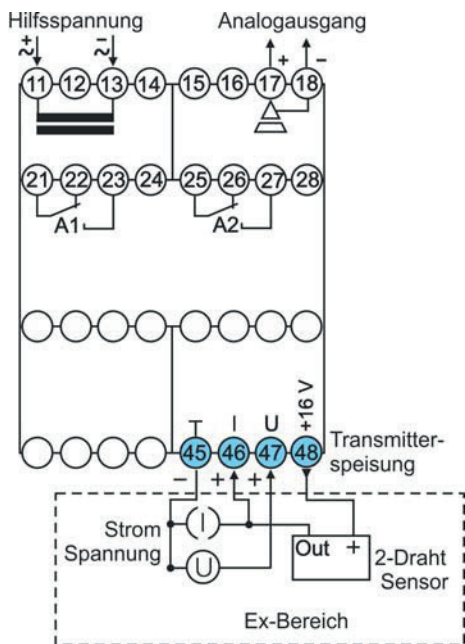 Hilfsspannung
Analogausgang
≂+
≂−
+
−
11 12 13 14 15 16 17 18
21 22 23 24 25 26 27 28
A1
A2
+16 V
⊥ I U
45 46 47 48
Transmitter-
speisung
− + +
Strom
Spannung
I
U
Out +
2-Draht
Sensor
Ex-Bereich